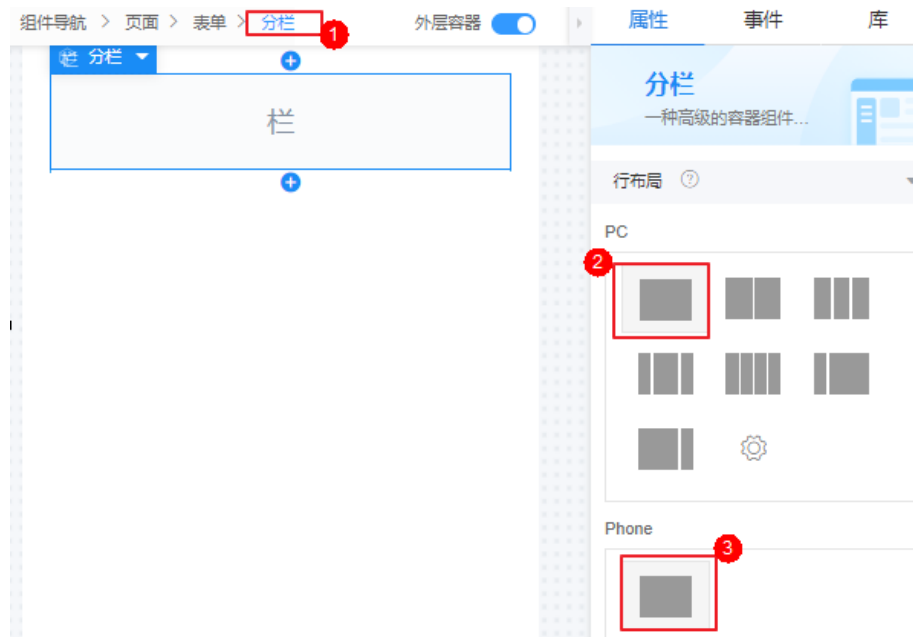 组件导航 > 页面 > 表单 > 分栏
1
外层容器
属性 事件 库
分栏
栏
分栏
一种高级的容器组件...
行布局 ?
PC
2
Phone
3